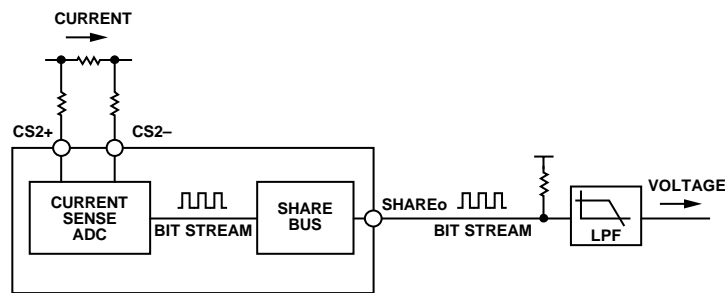 CURRENT
CS2+
CS2–
CURRENT
SENSE
ADC
BIT STREAM
SHARE
BUS
SHAREo
BIT STREAM
LPF
VOLTAGE